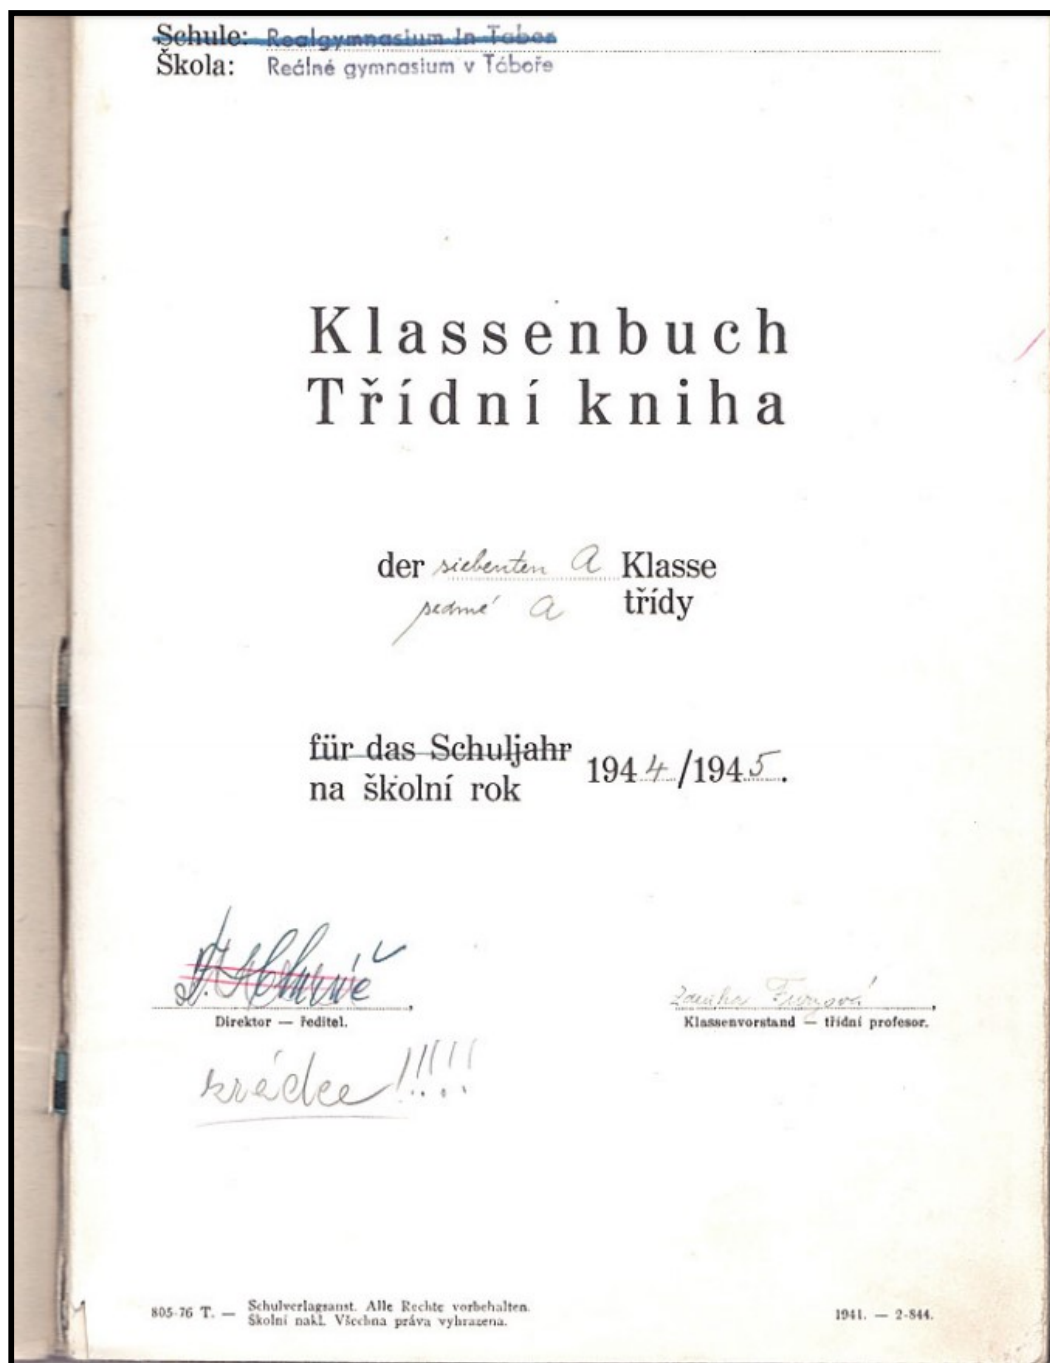 Schule: Realgymnasium in Tabor
Škola: Reálné gymnasium v Táboře
Klassenbuch
Třídní kniha
der siebenten A Klasse
sedmé A třídy
für das Schuljahr
na školní rok 1944/1945.
Direktor — ředitel.
Klassenvorstand — třídní profesor.
zrádce!!!!!
805-76 T. — Schulverlagsanst. Alle Rechte vorbehalten.
Školní nakl. Všechna práva vyhrazena.
1941. — 2-844.